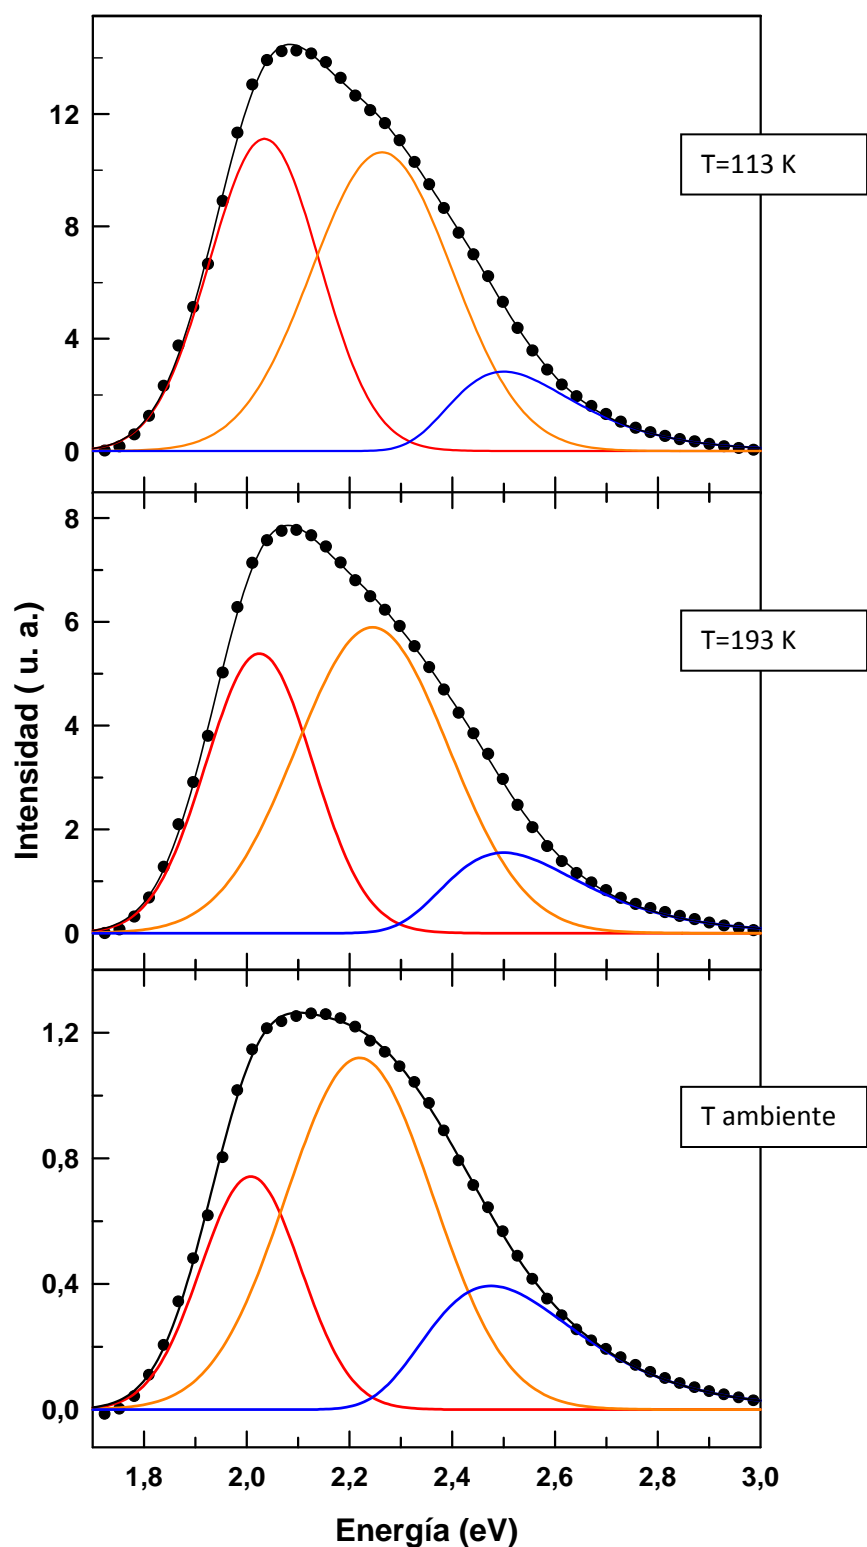 12
8
4
0
T=113 K
8
6
4
2
0
T=193 K
Intensidad ( u. a.)
1,2
0,8
0,4
0,0
T ambiente
1,8 2,0 2,2 2,4 2,6 2,8 3,0
Energía (eV)